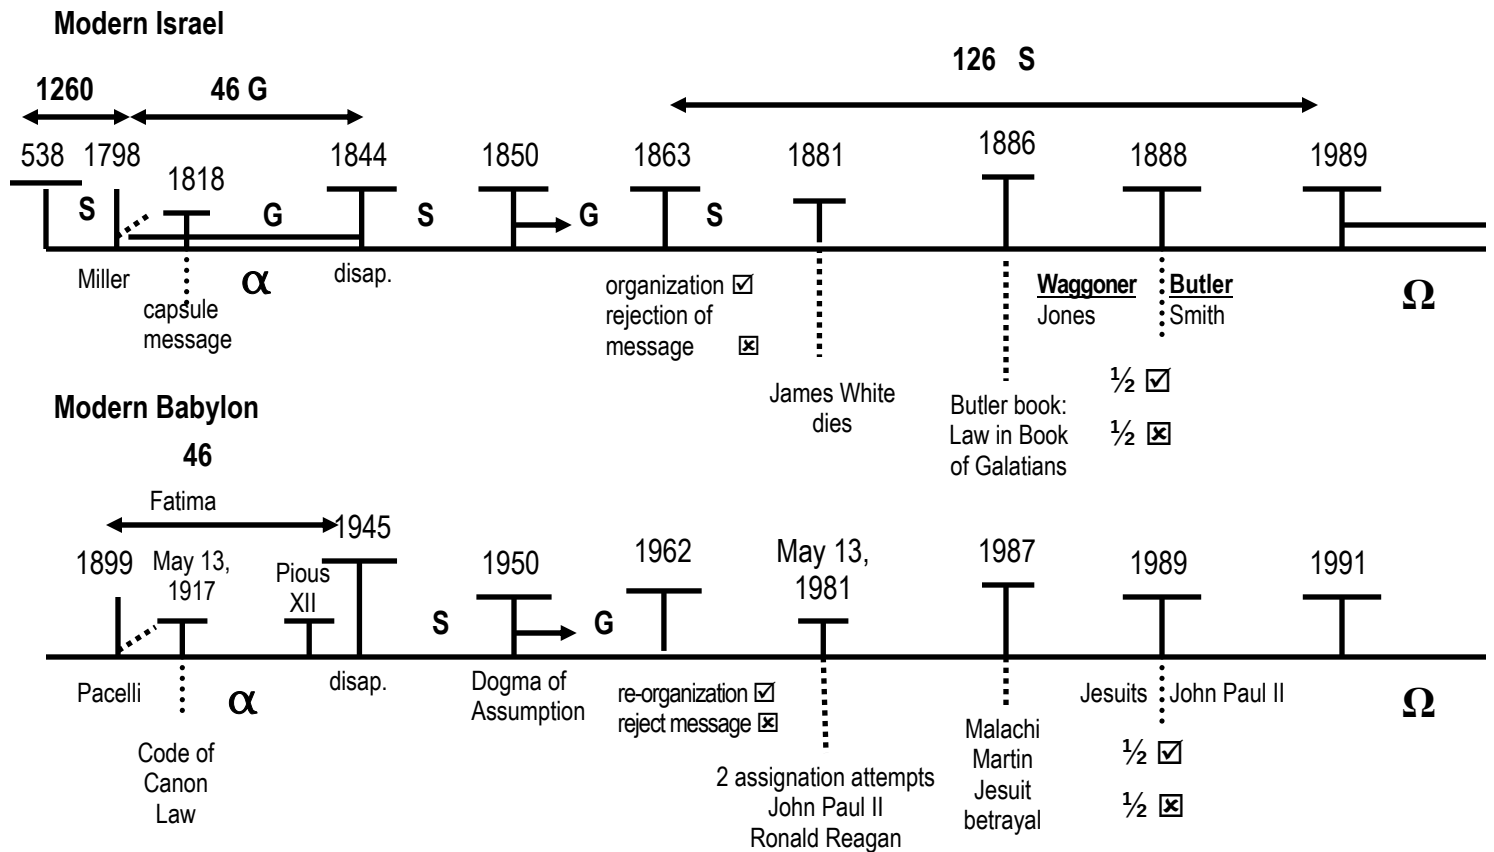 Modern Israel
126 S
1260
46 G
538
1798
1818
1844
1850
1863
1881
1886
1888
1989
S
G
S
G
S
Miller
α
disap.
capsule
message
organization ☑
rejection of
message ☒
James White
dies
Butler book:
Law in Book
of Galatians
Waggoner
Jones
Butler
Smith
½ ☑
½ ☒
Ω
Modern Babylon
46
Fatima
1899
May 13,
1917
Pious
XII
1945
1950
1962
May 13,
1981
1987
1989
1991
S
G
Pacelli
α
disap.
Code of
Canon
Law
Dogma of
Assumption
re-organization ☑
reject message ☒
2 assignation attempts
John Paul II
Ronald Reagan
Malachi
Martin
Jesuit
betrayal
Jesuits
John Paul II
½ ☑
½ ☒
Ω